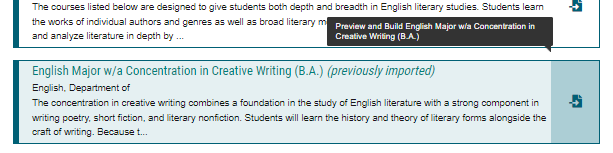 The courses listed below are designed to give students both depth and breadth in English literary studies. Students learn
the works of individual authors and genres as well as broad literary m
and analyze literature in depth by ...
Preview and Build English Major w/a Concentration in
Creative Writing (B.A.)
English Major w/a Concentration in Creative Writing (B.A.) (previously imported)
English, Department of
The concentration in creative writing combines a foundation in the study of English literature with a strong component in
writing poetry, short fiction, and literary nonfiction. Students will learn the history and theory of literary forms alongside the
craft of writing. Because t...